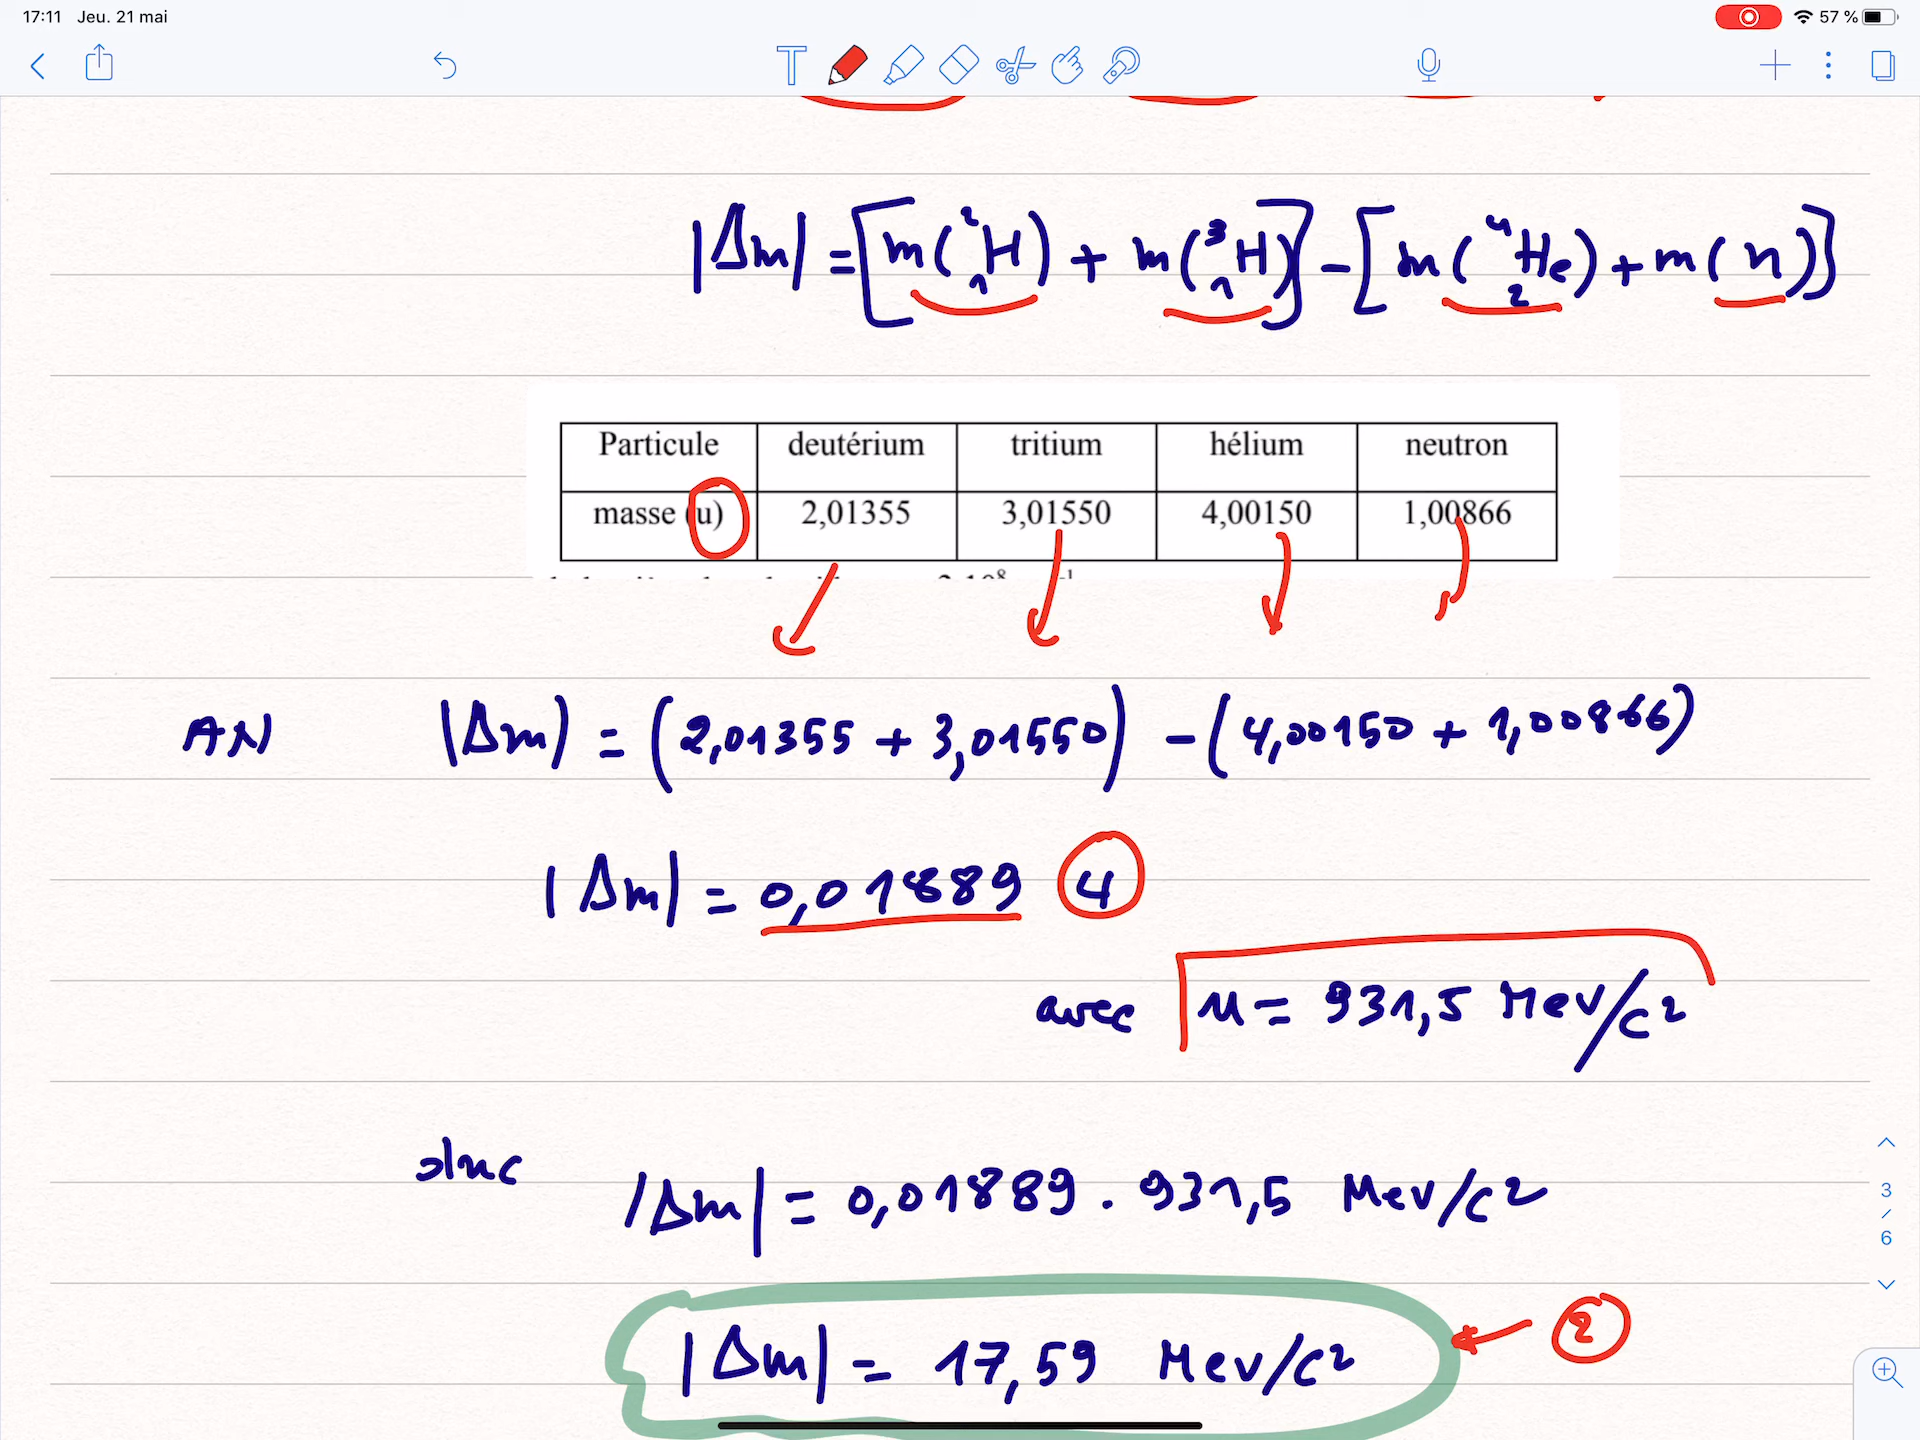 17:11 Jeu. 21 mai 57 %
|Δm| = [m(²₁H) + m(³₁H)] - [m(⁴₂He) + m(n)]
Particule deutérium tritium hélium neutron
masse (u) 2,01355 3,01550 4,00150 1,00866
AN |Δm| = (2,01355 + 3,01550) - (4,00150 + 1,00866)
|Δm| = 0,01889 u
avec u = 931,5 MeV/c²
donc
|Δm| = 0,01889 . 931,5 MeV/c²
3
/
6
|Δm| = 17,59 MeV/c² ← 2